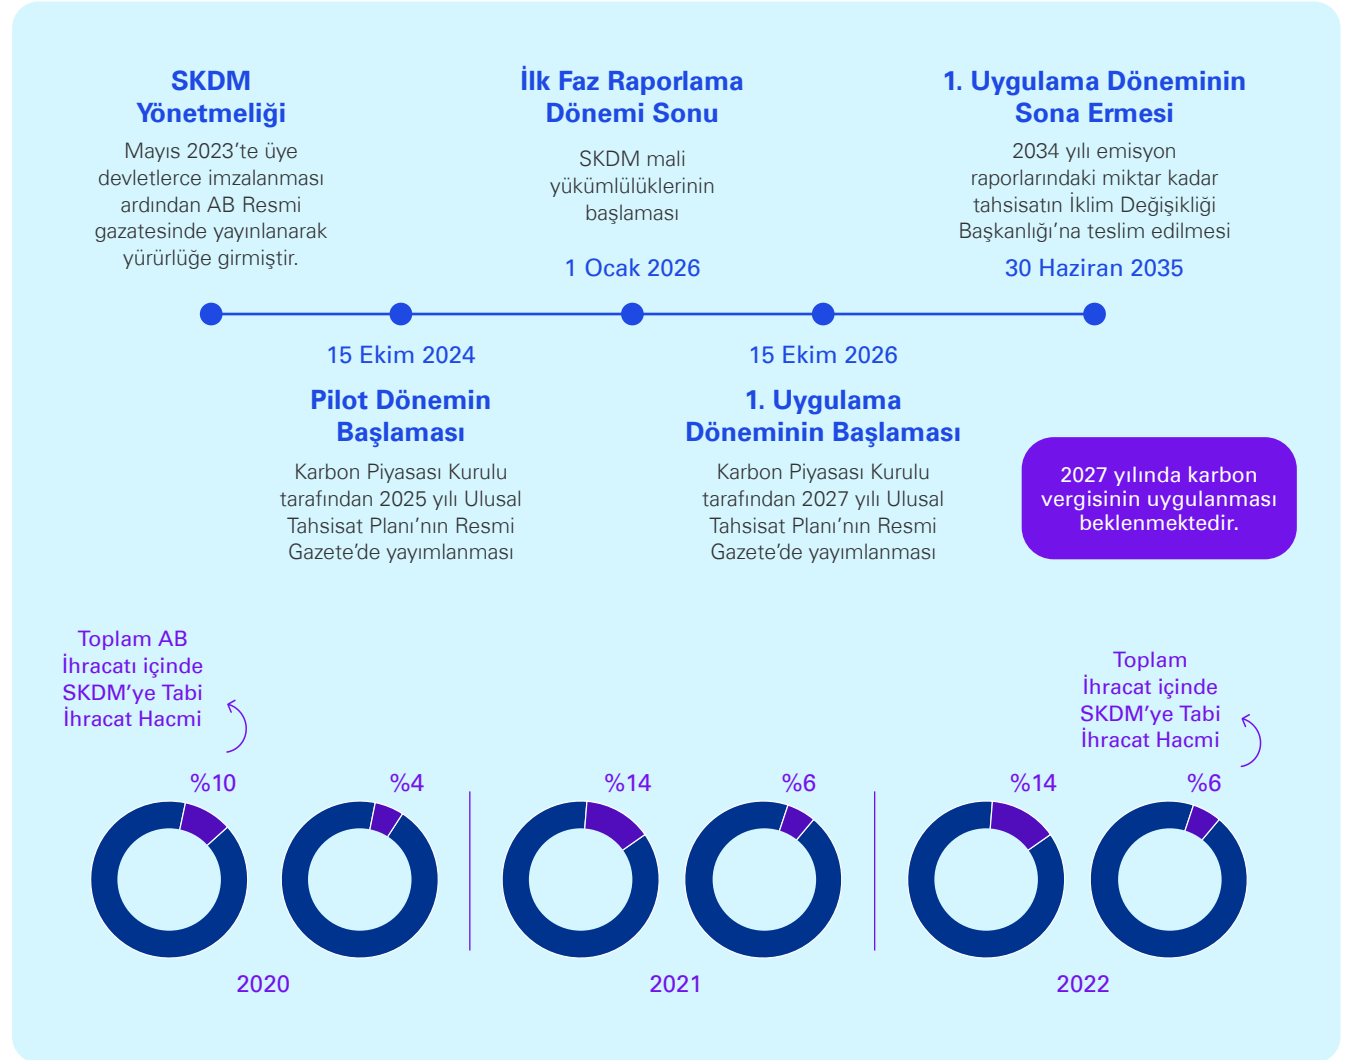 SKDM
Yönetmeliği
Mayıs 2023’te üye
devletlerce imzalanması
ardından AB Resmi
gazatesinde yayınlanarak
yürürlüğe girmiştir.
İlk Faz Raporlama
Dönemi Sonu
SKDM mali
yükümlülüklerinin
başlaması
1 Ocak 2026
1. Uygulama Döneminin
Sona Ermesi
2034 yılı emisyon
raporlarındaki miktar kadar
tahsisatın İklim Değişikliği
Başkanlığı’na teslim edilmesi
30 Haziran 2035
15 Ekim 2024
Pilot Dönemin
Başlaması
Karbon Piyasası Kurulu
tarafından 2025 yılı Ulusal
Tahsisat Planı’nın Resmi
Gazete’de yayımlanması
15 Ekim 2026
1. Uygulama
Döneminin Başlaması
Karbon Piyasası Kurulu
tarafından 2027 yılı Ulusal
Tahsisat Planı’nın Resmi
Gazete’de yayımlanması
2027 yılında karbon
vergisinin uygulanması
beklenmektedir.
Toplam AB
İhracatı içinde
SKDM’ye Tabi
İhracat Hacmi
Toplam
İhracat içinde
SKDM’ye Tabi
İhracat Hacmi
%10
%4
%14
%6
%14
%6
2020
2021
2022